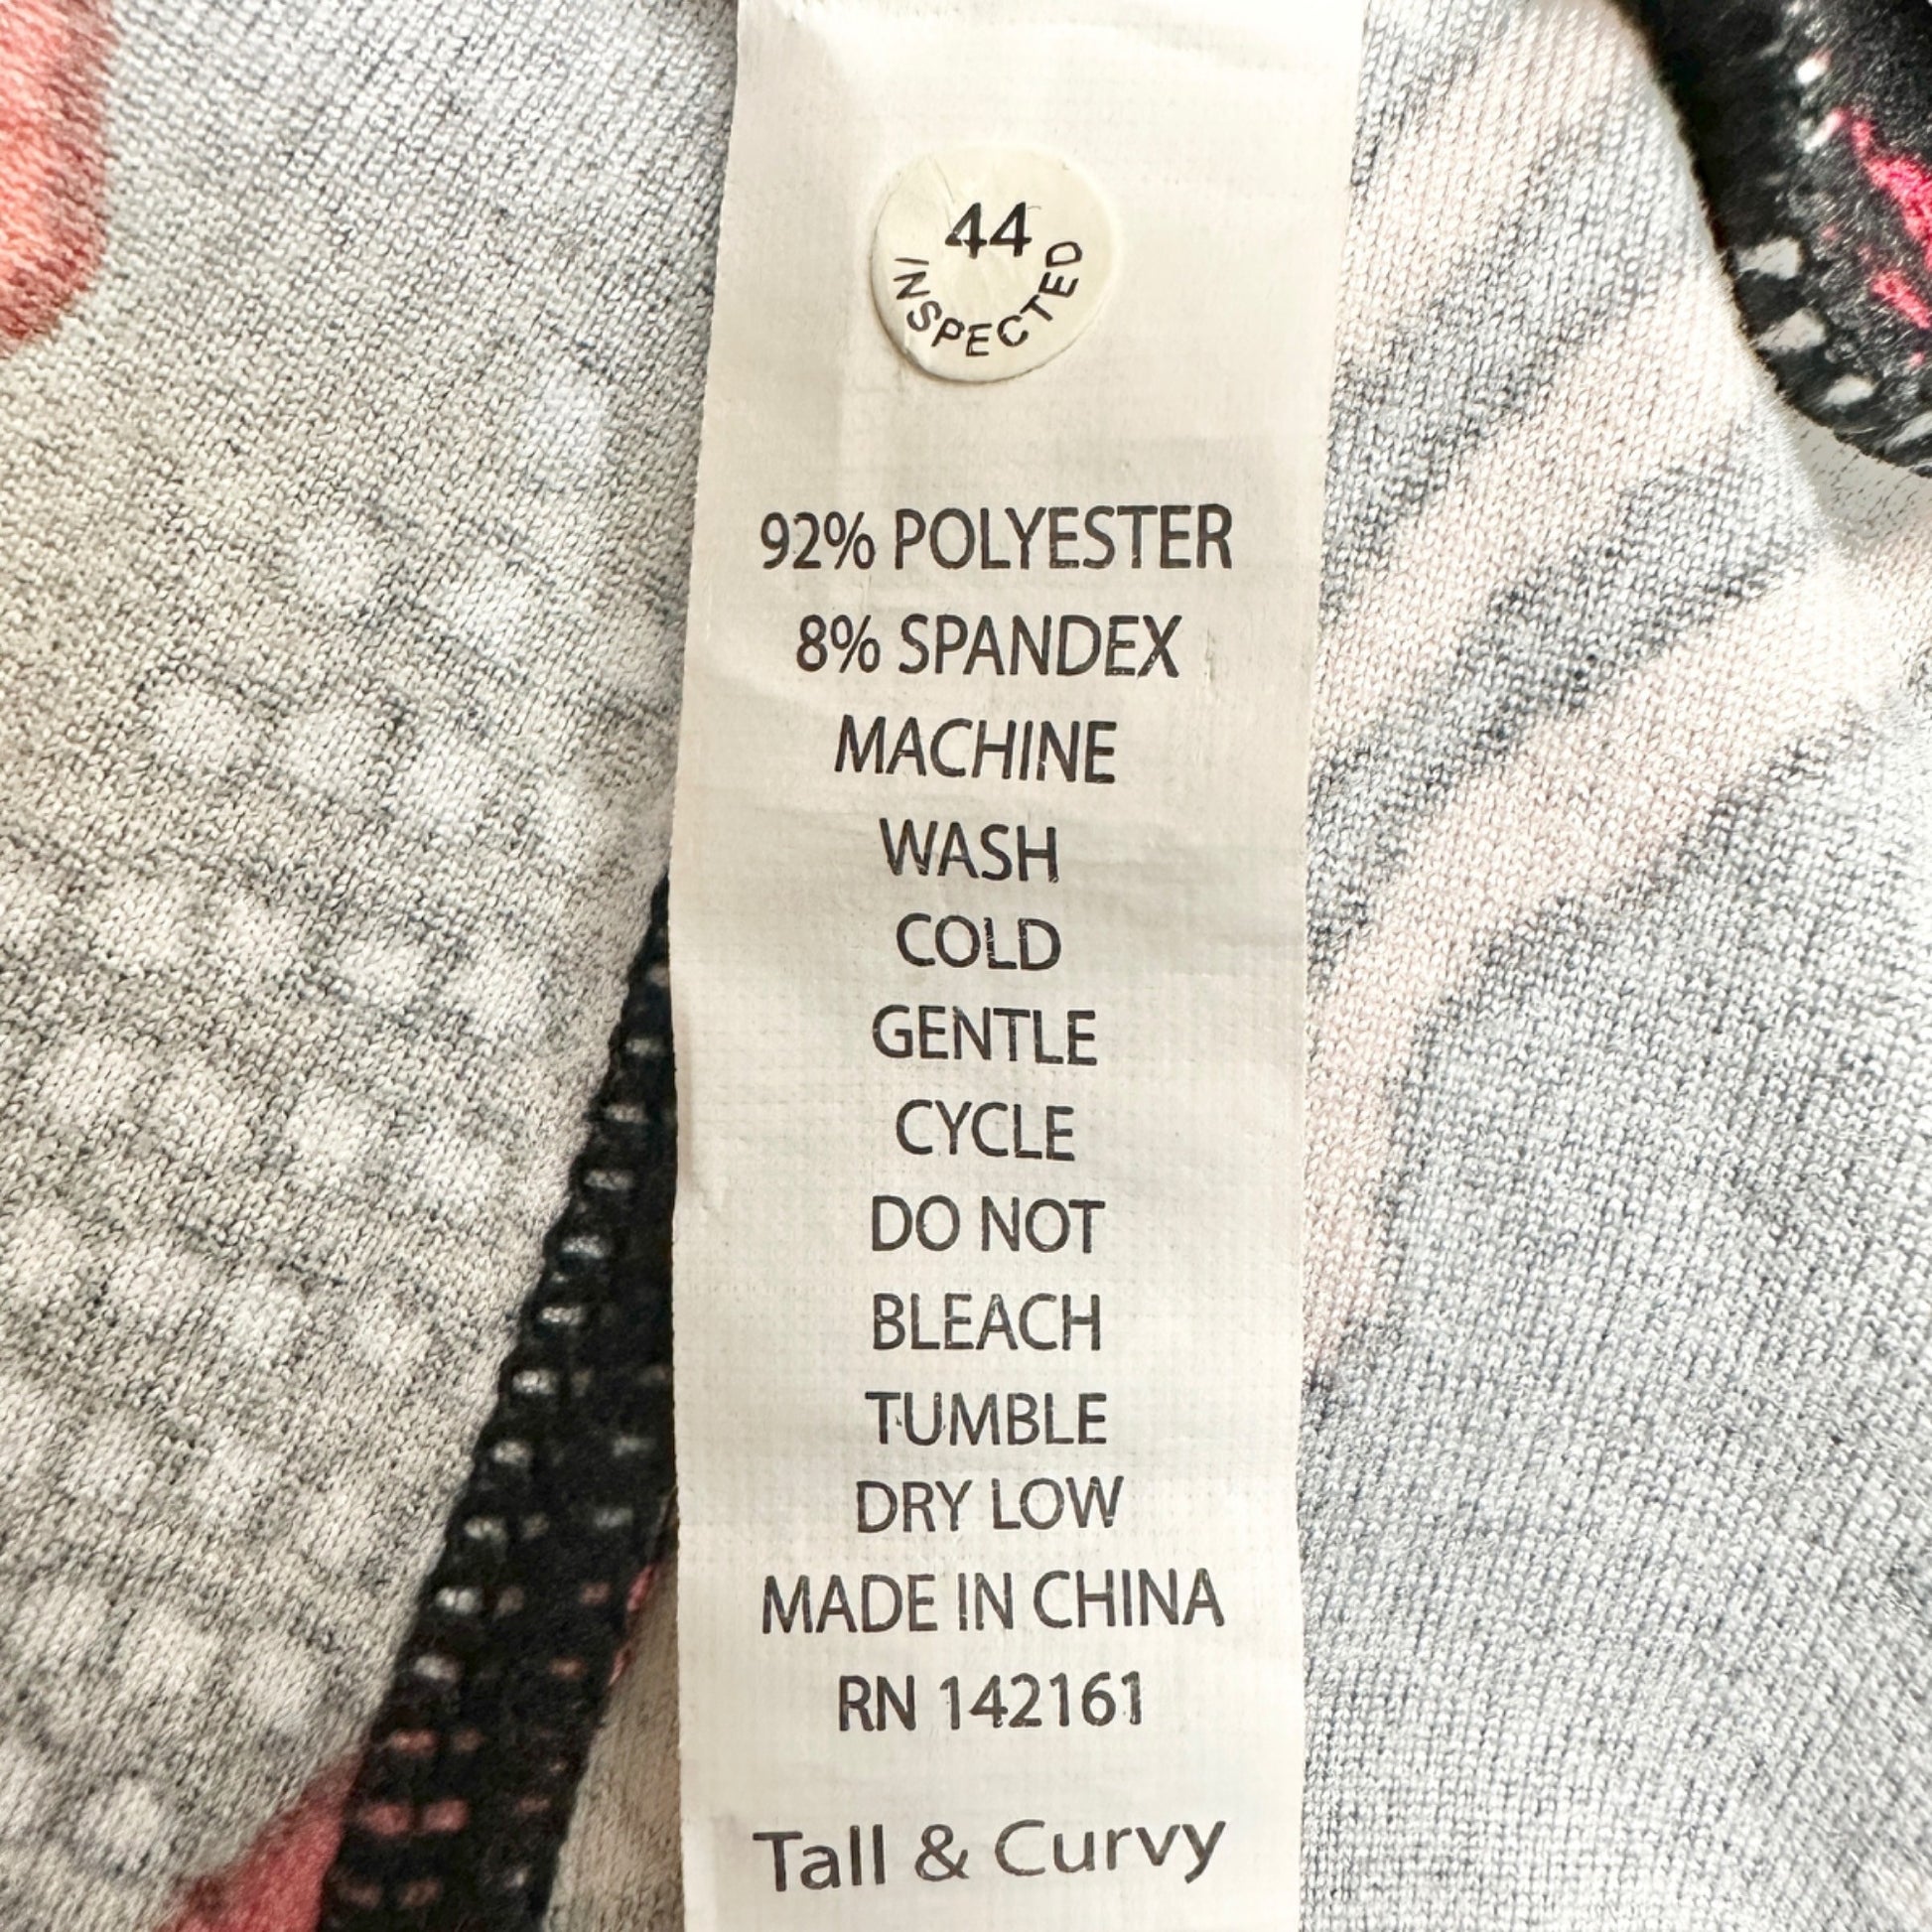 44
INSPECTED
92% POLYESTER
8% SPANDEX
MACHINE
WASH
COLD
GENTLE
CYCLE
DO NOT
BLEACH
TUMBLE
DRY LOW
MADE IN CHINA
RN 142161
Tall & Curvy